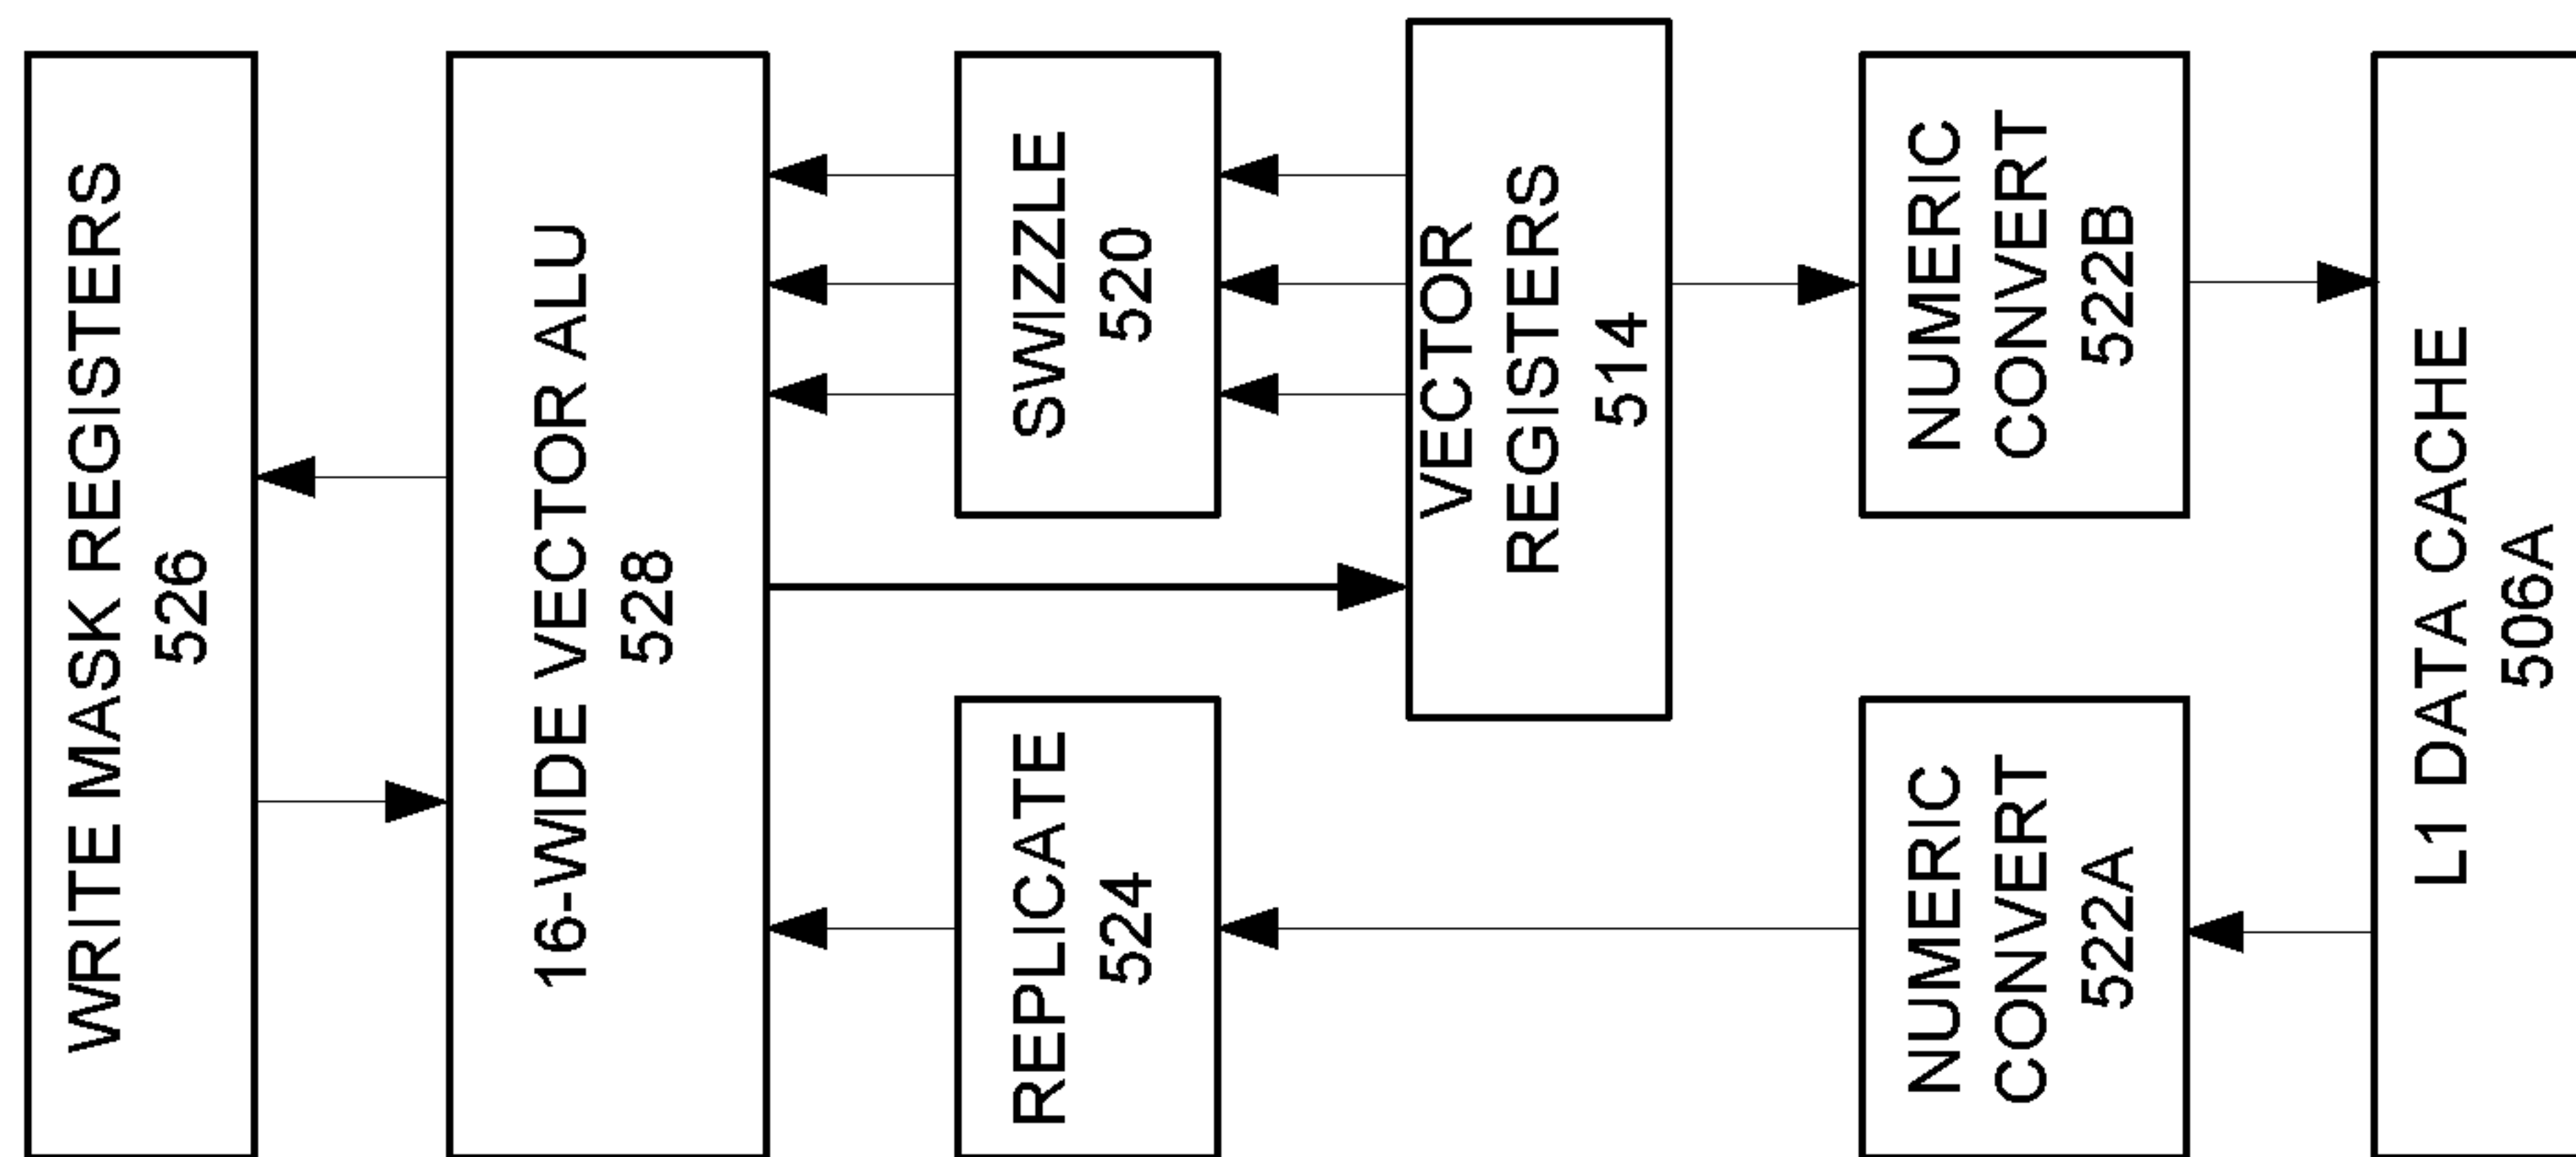 WRITE MASK REGISTERS
526
16-WIDE VECTOR ALU
528
REPLICATE
524
SWIZZLE
520
VECTOR
REGISTERS
514
NUMERIC
CONVERT
522A
NUMERIC
CONVERT
522B
L1 DATA CACHE
506A